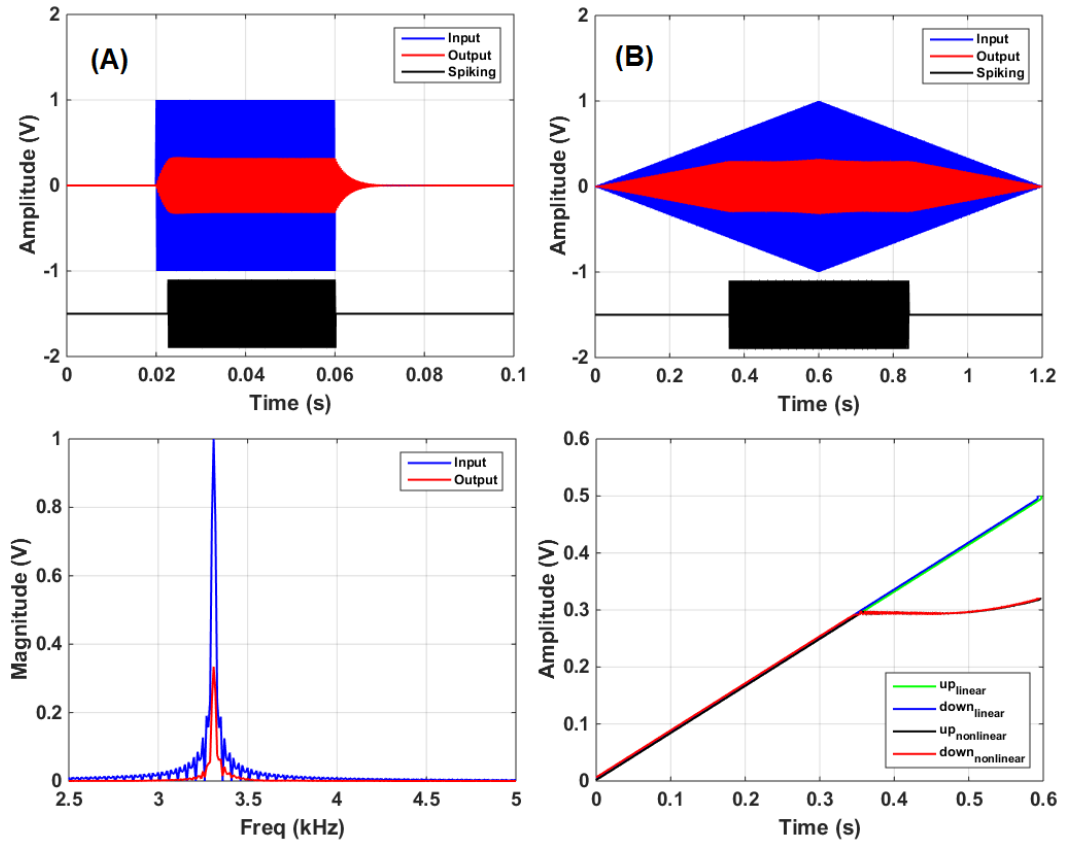 (A)
Input
Output
Spiking
2
1
0
-1
-2
Amplitude (V)
0
0.02
0.04
0.06
0.08
0.1
Time (s)
(B)
Input
Output
Spiking
2
1
0
-1
-2
Amplitude (V)
0
0.2
0.4
0.6
0.8
1
1.2
Time (s)
Input
Output
1
0.8
0.6
0.4
0.2
0
Magnitude (V)
2.5
3
3.5
4
4.5
5
Freq (kHz)
0.6
0.5
0.4
0.3
0.2
0.1
0
Amplitude (V)
up_linear
down_linear
up_nonlinear
down_nonlinear
0
0.1
0.2
0.3
0.4
0.5
0.6
Time (s)